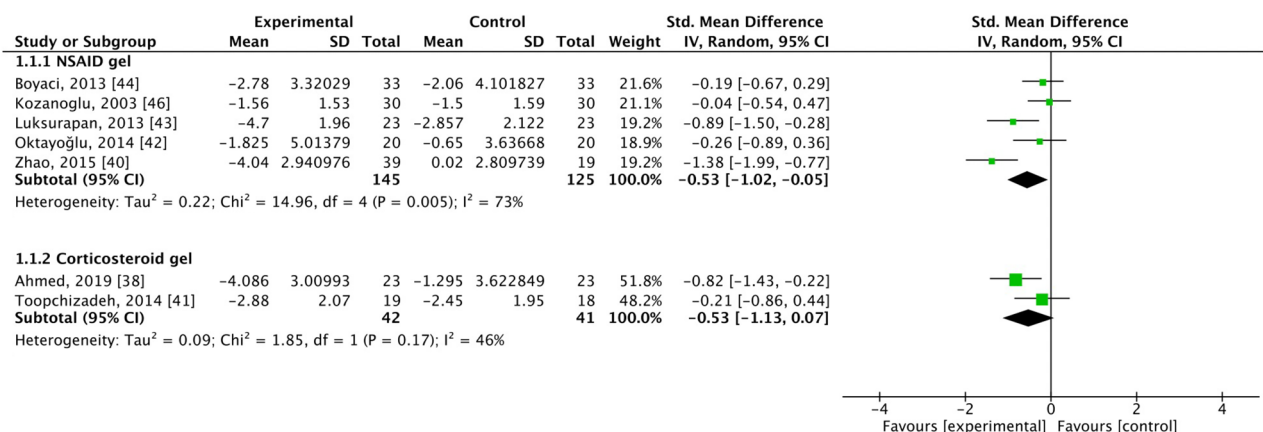 Experimental Control Std. Mean Difference Std. Mean Difference
Study or Subgroup Mean SD Total Mean SD Total Weight IV, Random, 95% CI IV, Random, 95% CI
1.1.1 NSAID gel
Boyaci, 2013 [44] −2.78 3.32029 33 −2.06 4.101827 33 21.6% −0.19 [−0.67, 0.29]
Kozanoglu, 2003 [46] −1.56 1.53 30 −1.5 1.59 30 21.1% −0.04 [−0.54, 0.47]
Luksurapan, 2013 [43] −4.7 1.96 23 −2.857 2.122 23 19.2% −0.89 [−1.50, −0.28]
Oktayoğlu, 2014 [42] −1.825 5.01379 20 −0.65 3.63668 20 18.9% −0.26 [−0.89, 0.36]
Zhao, 2015 [40] −4.04 2.940976 39 0.02 2.809739 19 19.2% −1.38 [−1.99, −0.77]
Subtotal (95% CI) 145 125 100.0% −0.53 [−1.02, −0.05]
Heterogeneity: Tau² = 0.22; Chi² = 14.96, df = 4 (P = 0.005); I² = 73%
1.1.2 Corticosteroid gel
Ahmed, 2019 [38] −4.086 3.00993 23 −1.295 3.622849 23 51.8% −0.82 [−1.43, −0.22]
Toopchizadeh, 2014 [41] −2.88 2.07 19 −2.45 1.95 18 48.2% −0.21 [−0.86, 0.44]
Subtotal (95% CI) 42 41 100.0% −0.53 [−1.13, 0.07]
Heterogeneity: Tau² = 0.09; Chi² = 1.85, df = 1 (P = 0.17); I² = 46%
−4 −2 0 2 4
Favours [experimental] Favours [control]